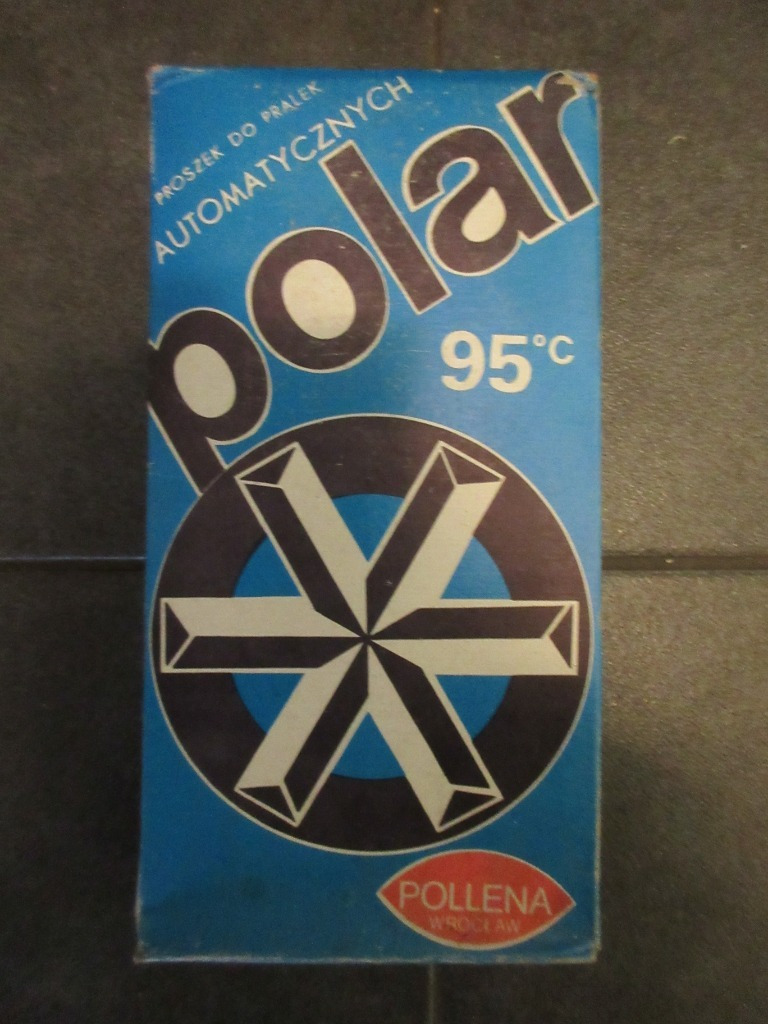 PROSZEK DO PRALEK
AUTOMATYCZNYCH
polar
95°C
POLLENA
WROCŁAW